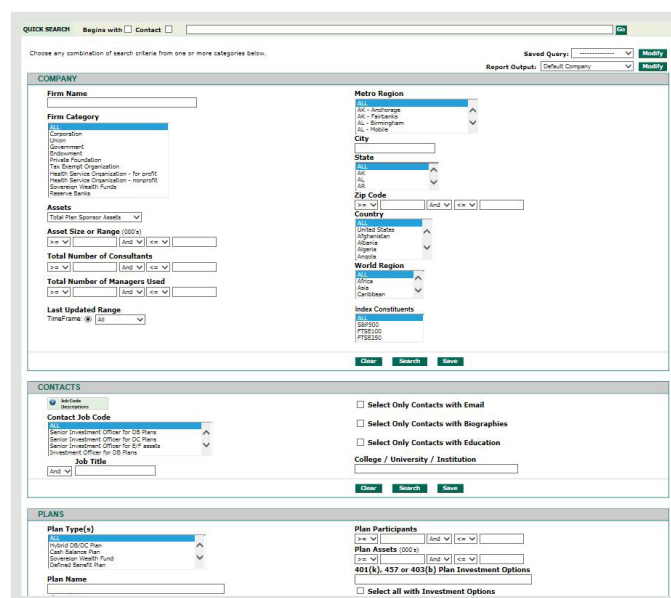 QUICK SEARCH Begins with Contact Go
Choose any combination of search criteria from one or more categories below.
Saved Query: -------------- Modify
Report Output: Default Company Modify
COMPANY
Firm Name
Firm Category
ALL
Corporation
Union
Government
Endowment
Private Foundation
Tax Exempt Organization
Health Service Organization - for profit
Health Service Organization - nonprofit
Sovereign Wealth Funds
Reserve Banks
Assets
Total Plan Sponsor Assets
Asset Size or Range (000's)
>= And <=
Total Number of Consultants
>= And <=
Total Number of Managers Used
>= And <=
Last Updated Range
TimeFrame: All
Metro Region
ALL
AK - Anchorage
AK - Fairbanks
AL - Birmingham
AL - Mobile
City
State
ALL
AK
AL
AR
Zip Code
>= And <=
Country
ALL
United States
Afghanistan
Albania
Algeria
Angola
World Region
ALL
Africa
Asia
Caribbean
Index Constituents
ALL
S&P500
FTSE100
FTSE250
Clear Search Save
CONTACTS
Job Code
Descriptions
Contact Job Code
ALL
Senior Investment Officer for DB Plans
Senior Investment Officer for DC Plans
Senior Investment Officer for E/F assets
Investment Officer for DB Plans
Job Title
And
Select Only Contacts with Email
Select Only Contacts with Biographies
Select Only Contacts with Education
College / University / Institution
Clear Search Save
PLANS
Plan Type(s)
ALL
Hybrid DB/DC Plan
Cash Balance Plan
Sovereign Wealth Fund
Defined Benefit Plan
Plan Name
Plan Participants
>= And <=
Plan Assets (000's)
>= And <=
401(k), 457 or 403(b) Plan Investment Options
Select all with Investment Options